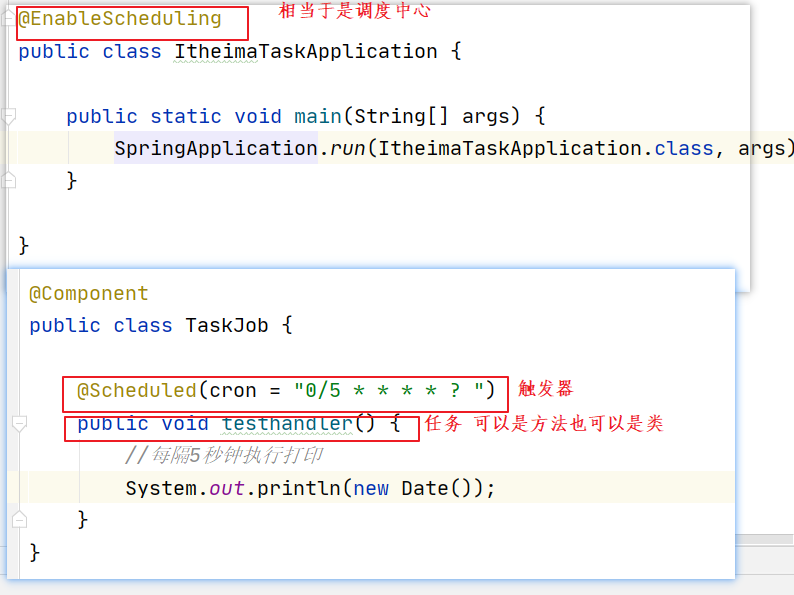 @EnableScheduling 相当于是调度中心
public class ItheimaTaskApplication {
public static void main(String[] args) {
SpringApplication.run(ItheimaTaskApplication.class, args)
}
}
@Component
public class TaskJob {
@Scheduled(cron = "0/5 * * * * ? ") 触发器
public void testhandler() { 任务 可以是方法也可以是类
//每隔5秒钟执行打印
System.out.println(new Date());
}
}